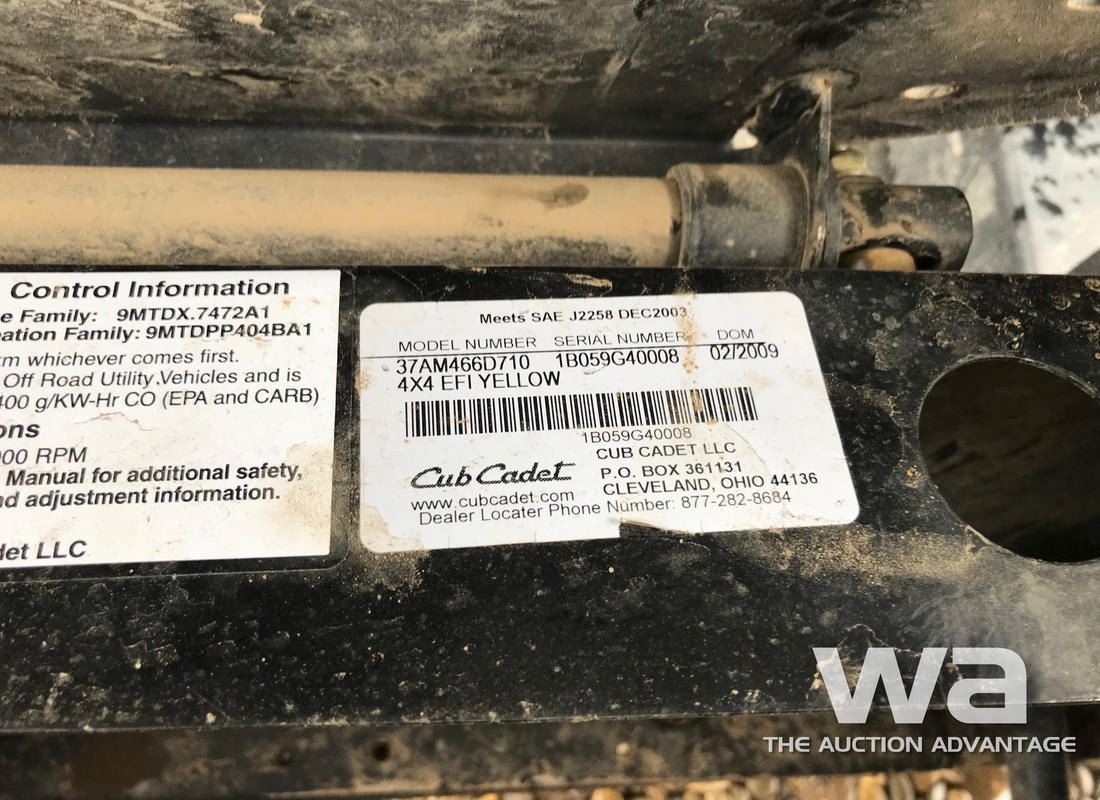 Control Information
e Family: 9MTDX.7472A1
eation Family: 9MTDPP404BA1
rm whichever comes first.
Off Road Utility Vehicles and is
400 g/KW-Hr CO (EPA and CARB)
ons
00 RPM
Manual for additional safety,
nd adjustment information.
det LLC
Meets SAE J2258 DEC2003
MODEL NUMBER SERIAL NUMBER DOM
37AM466D710 1B059G40008 02/2009
4X4 EFI YELLOW
1B059G40008
CUB CADET LLC
P.O. BOX 361131
CLEVELAND, OHIO 44136
Cub Cadet
www.cubcadet.com
Dealer Locater Phone Number: 877-282-8684
wa
THE AUCTION ADVANTAGE